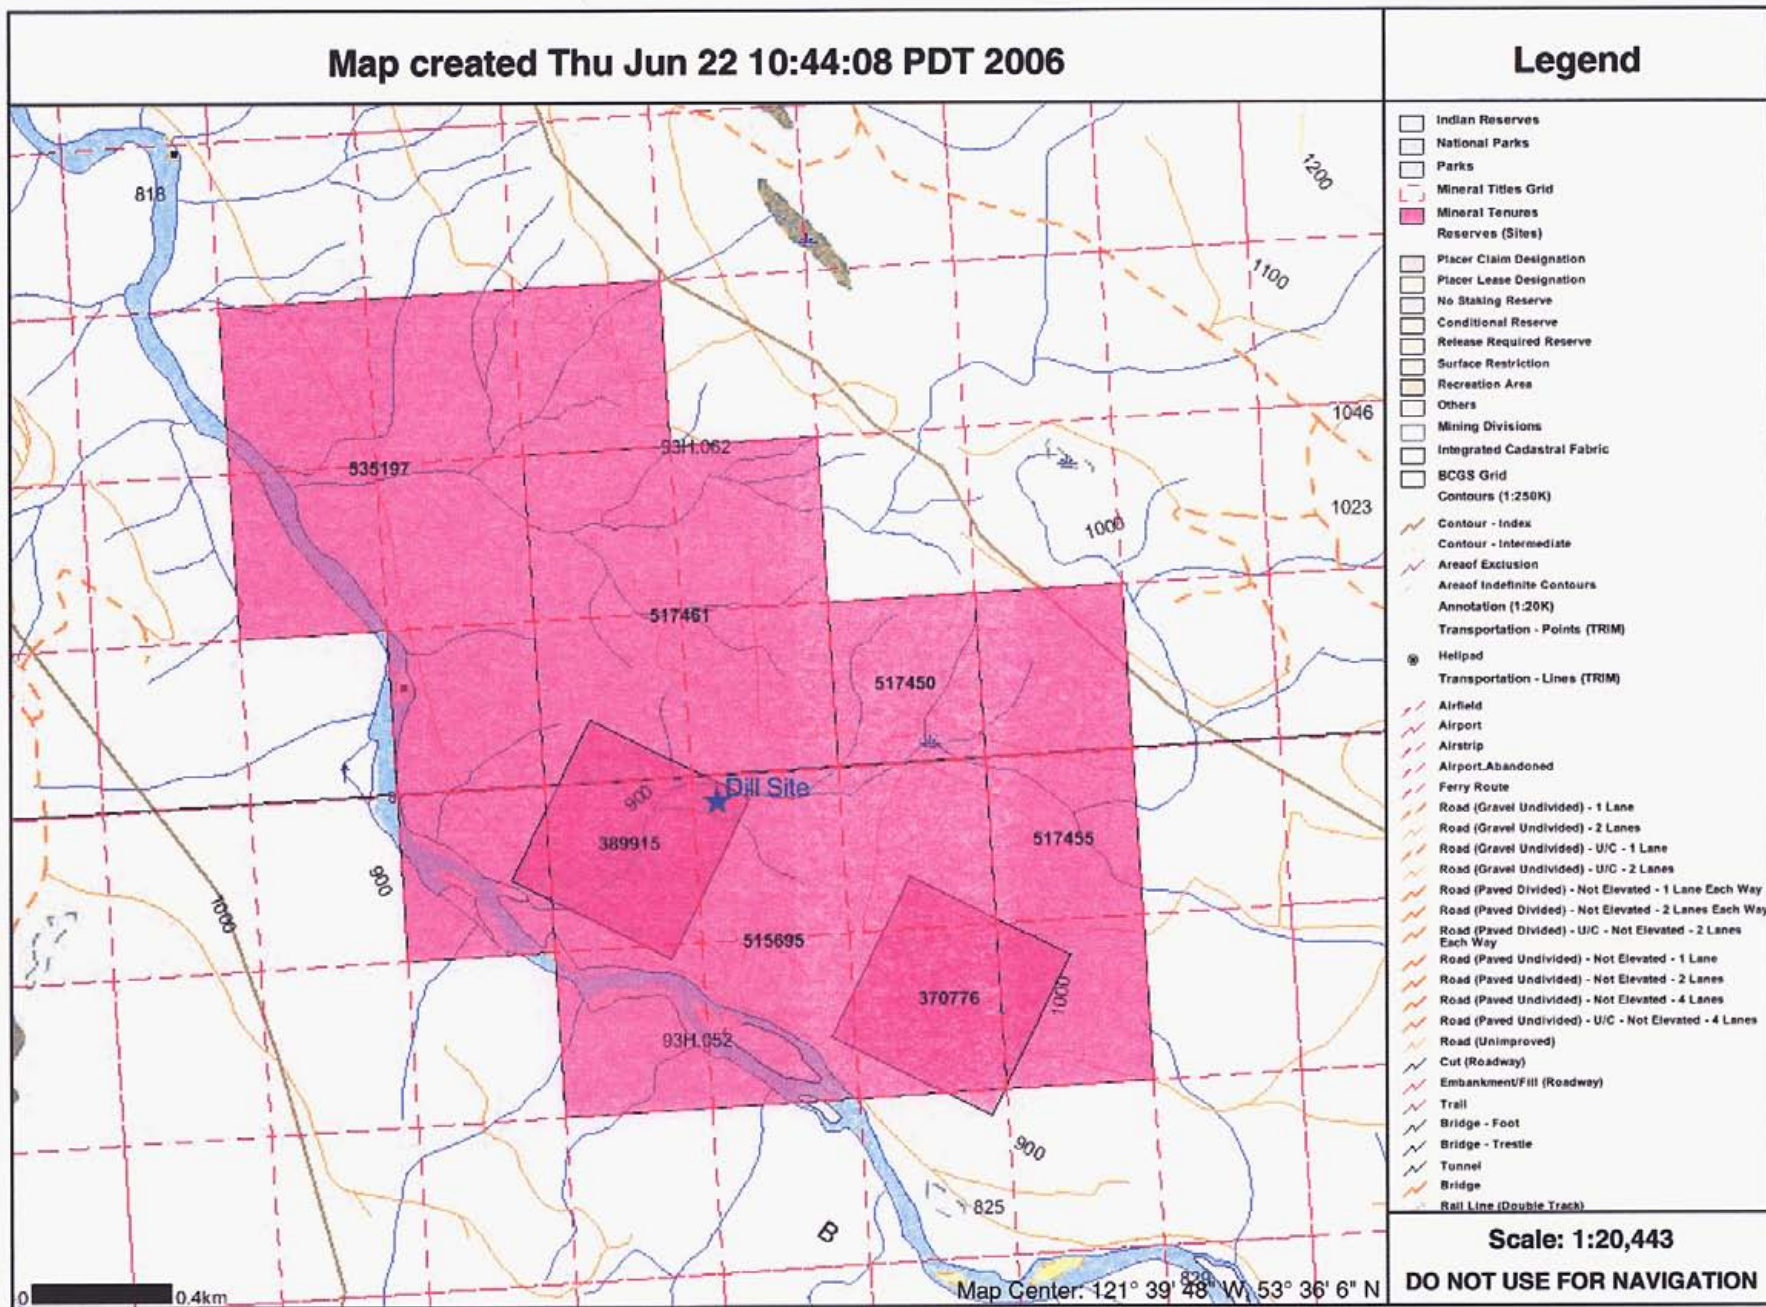 Map created Thu Jun 22 10:44:08 PDT 2006
818
1200
1100
1046
1023
1000
93H.062
535197
517461
517450
Dill Site
900
389915
517455
900
1000
515695
370776
1000
93H.052
900
825
B
829
0
0.4km
Map Center: 121° 39' 48" W, 53° 36' 6" N
Legend
Indian Reserves
National Parks
Parks
Mineral Titles Grid
Mineral Tenures
Reserves (Sites)
Placer Claim Designation
Placer Lease Designation
No Staking Reserve
Conditional Reserve
Release Required Reserve
Surface Restriction
Recreation Area
Others
Mining Divisions
Integrated Cadastral Fabric
BCGS Grid
Contours (1:250K)
Contour - Index
Contour - Intermediate
Areaof Exclusion
Areaof Indefinite Contours
Annotation (1:20K)
Transportation - Points (TRIM)
Helipad
Transportation - Lines (TRIM)
Airfield
Airport
Airstrip
Airport.Abandoned
Ferry Route
Road (Gravel Undivided) - 1 Lane
Road (Gravel Undivided) - 2 Lanes
Road (Gravel Undivided) - U/C - 1 Lane
Road (Gravel Undivided) - U/C - 2 Lanes
Road (Paved Divided) - Not Elevated - 1 Lane Each Way
Road (Paved Divided) - Not Elevated - 2 Lanes Each Way
Road (Paved Divided) - U/C - Not Elevated - 2 Lanes
Each Way
Road (Paved Undivided) - Not Elevated - 1 Lane
Road (Paved Undivided) - Not Elevated - 2 Lanes
Road (Paved Undivided) - Not Elevated - 4 Lanes
Road (Paved Undivided) - U/C - Not Elevated - 4 Lanes
Road (Unimproved)
Cut (Roadway)
Embankment/Fill (Roadway)
Trail
Bridge - Foot
Bridge - Trestle
Tunnel
Bridge
Rail Line (Double Track)
Scale: 1:20,443
DO NOT USE FOR NAVIGATION